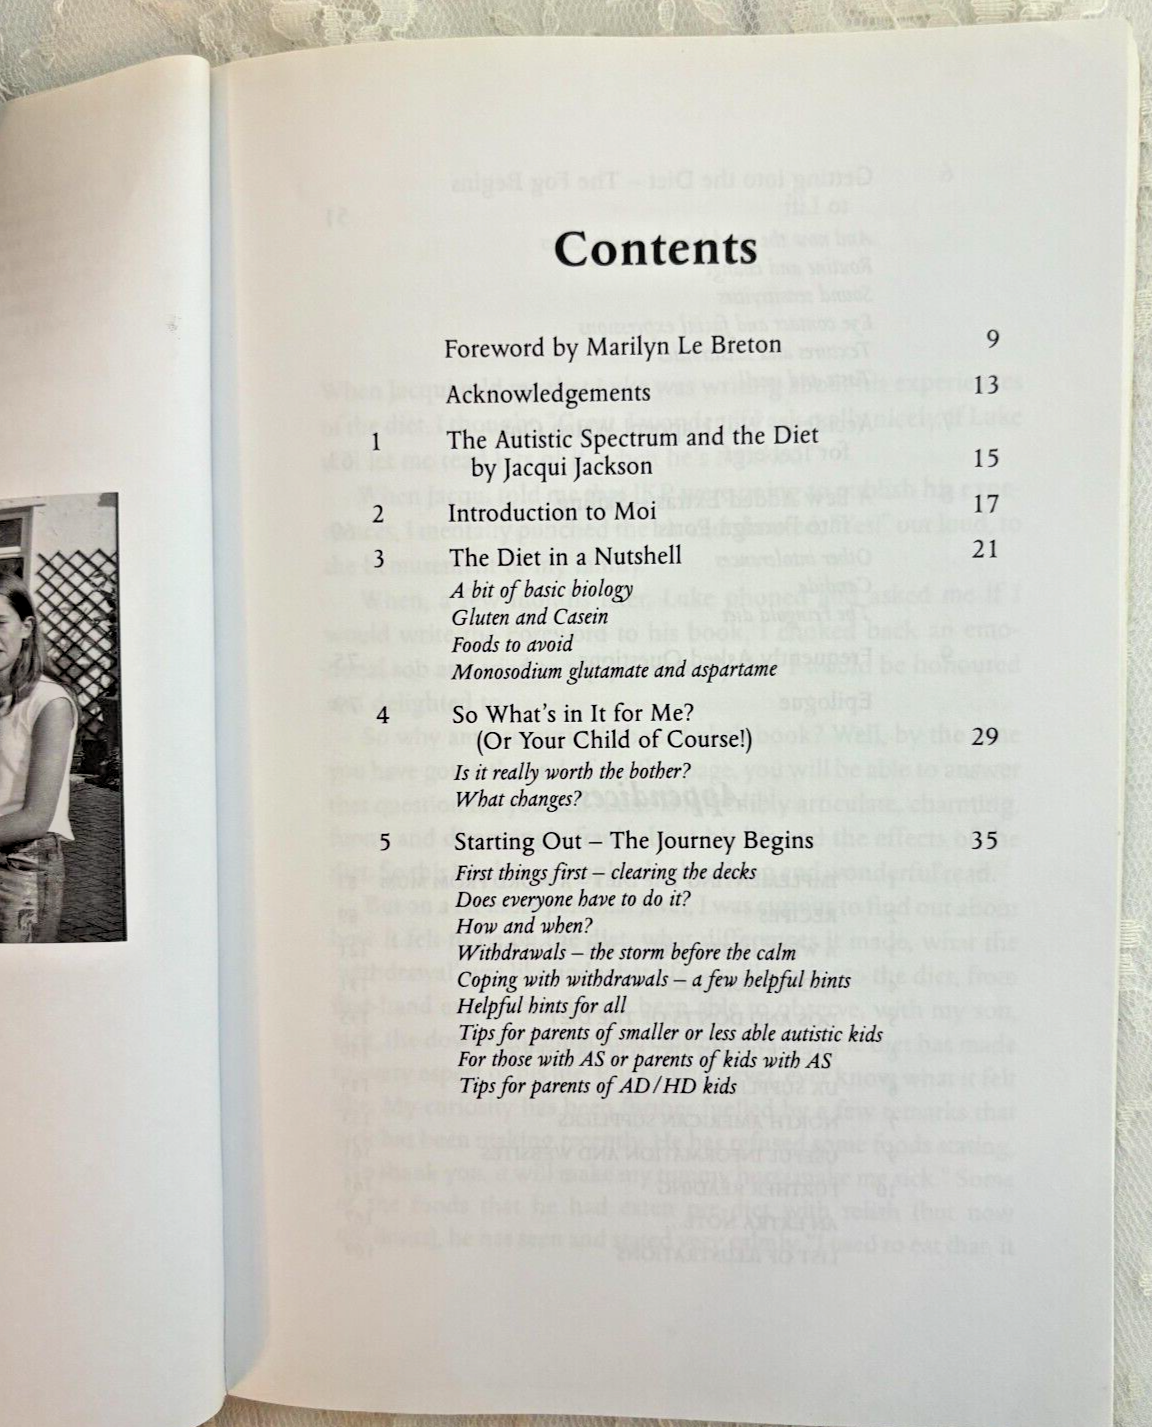 Contents
Foreword by Marilyn Le Breton 9
Acknowledgements 13
1 The Autistic Spectrum and the Diet
by Jacqui Jackson 15
2 Introduction to Moi 17
3 The Diet in a Nutshell 21
A bit of basic biology
Gluten and Casein
Foods to avoid
Monosodium glutamate and aspartame
4 So What's in It for Me?
(Or Your Child of Course!) 29
Is it really worth the bother?
What changes?
5 Starting Out – The Journey Begins 35
First things first – clearing the decks
Does everyone have to do it?
How and when?
Withdrawals – the storm before the calm
Coping with withdrawals – a few helpful hints
Helpful hints for all
Tips for parents of smaller or less able autistic kids
For those with AS or parents of kids with AS
Tips for parents of AD/HD kids